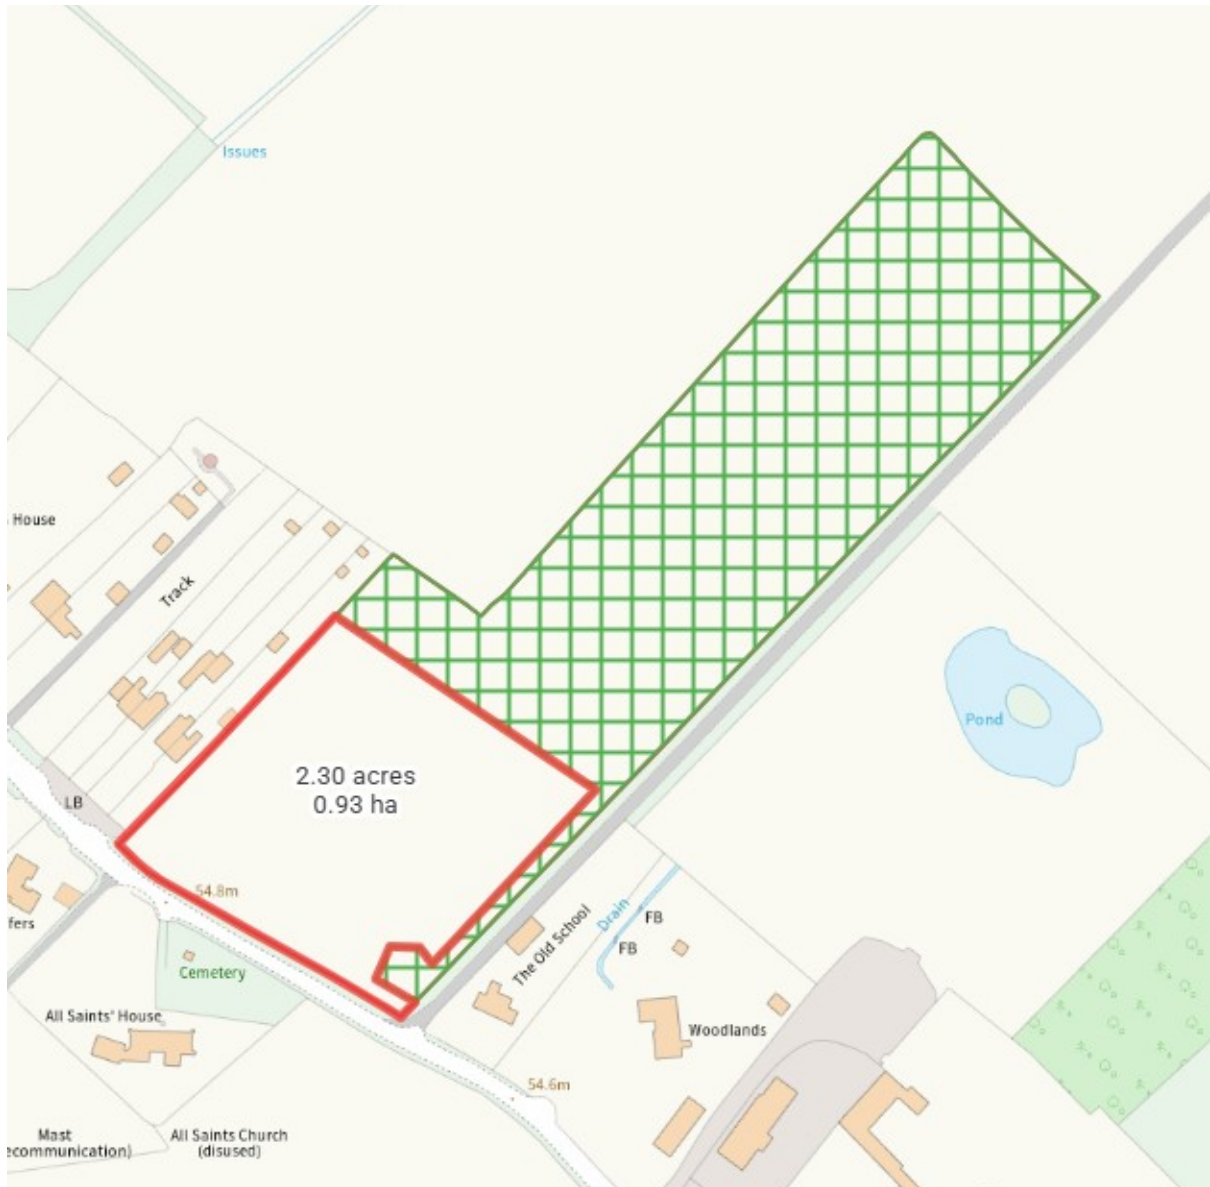 Issues
House
Track
2.30 acres
0.93 ha
Pond
LB
54.8m
fers
Cemetery
The Old School
Drain
FB
FB
All Saints' House
Woodlands
54.6m
Mast
ecommunication)
All Saints Church
(disused)